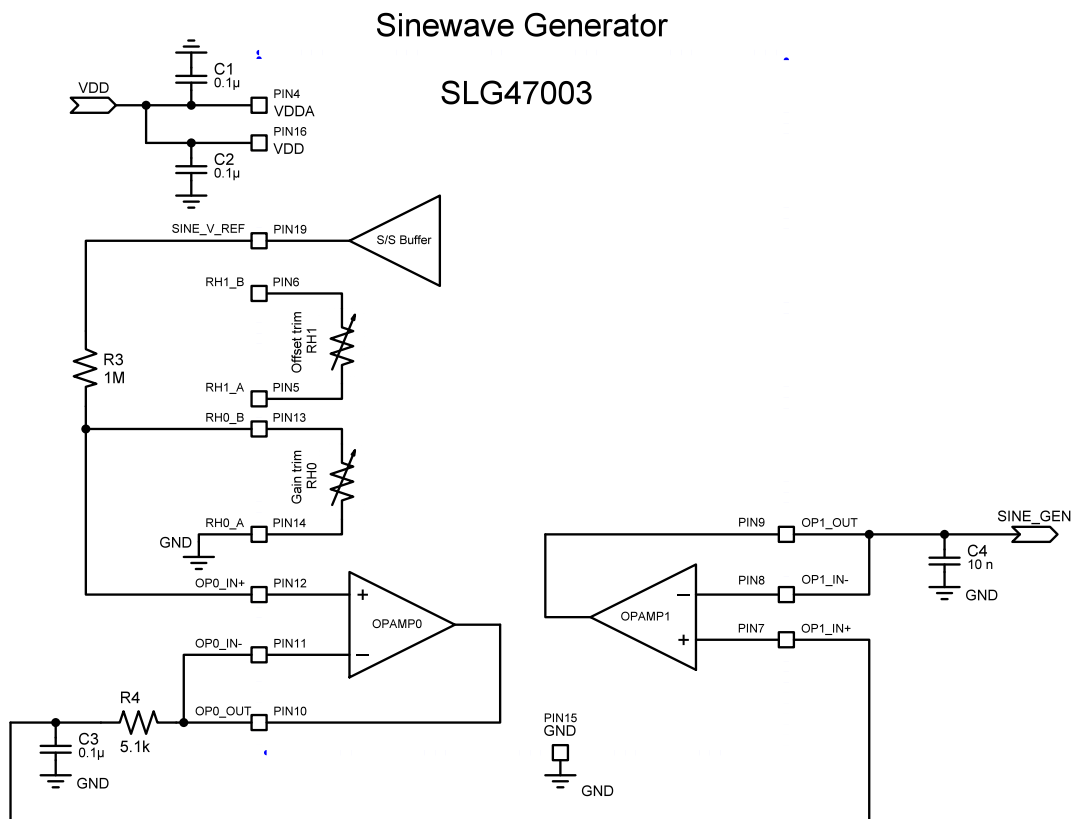 Sinewave Generator
SLG47003
VDD
C1
0.1µ
PIN4
VDDA
PIN16
VDD
C2
0.1µ
SINE_V_REF
PIN19
S/S Buffer
RH1_B
PIN6
Offset trim
RH1
R3
1M
RH1_A
PIN5
RH0_B
PIN13
Gain trim
RH0
RH0_A
PIN14
GND
OP0_IN+
PIN12
+
OPAMP0
OP0_IN-
PIN11
−
R4
5.1k
OP0_OUT
PIN10
C3
0.1µ
GND
PIN9
OP1_OUT
SINE_GEN
C4
10 n
GND
PIN8
OP1_IN-
−
OPAMP1
PIN7
OP1_IN+
+
PIN15
GND
GND